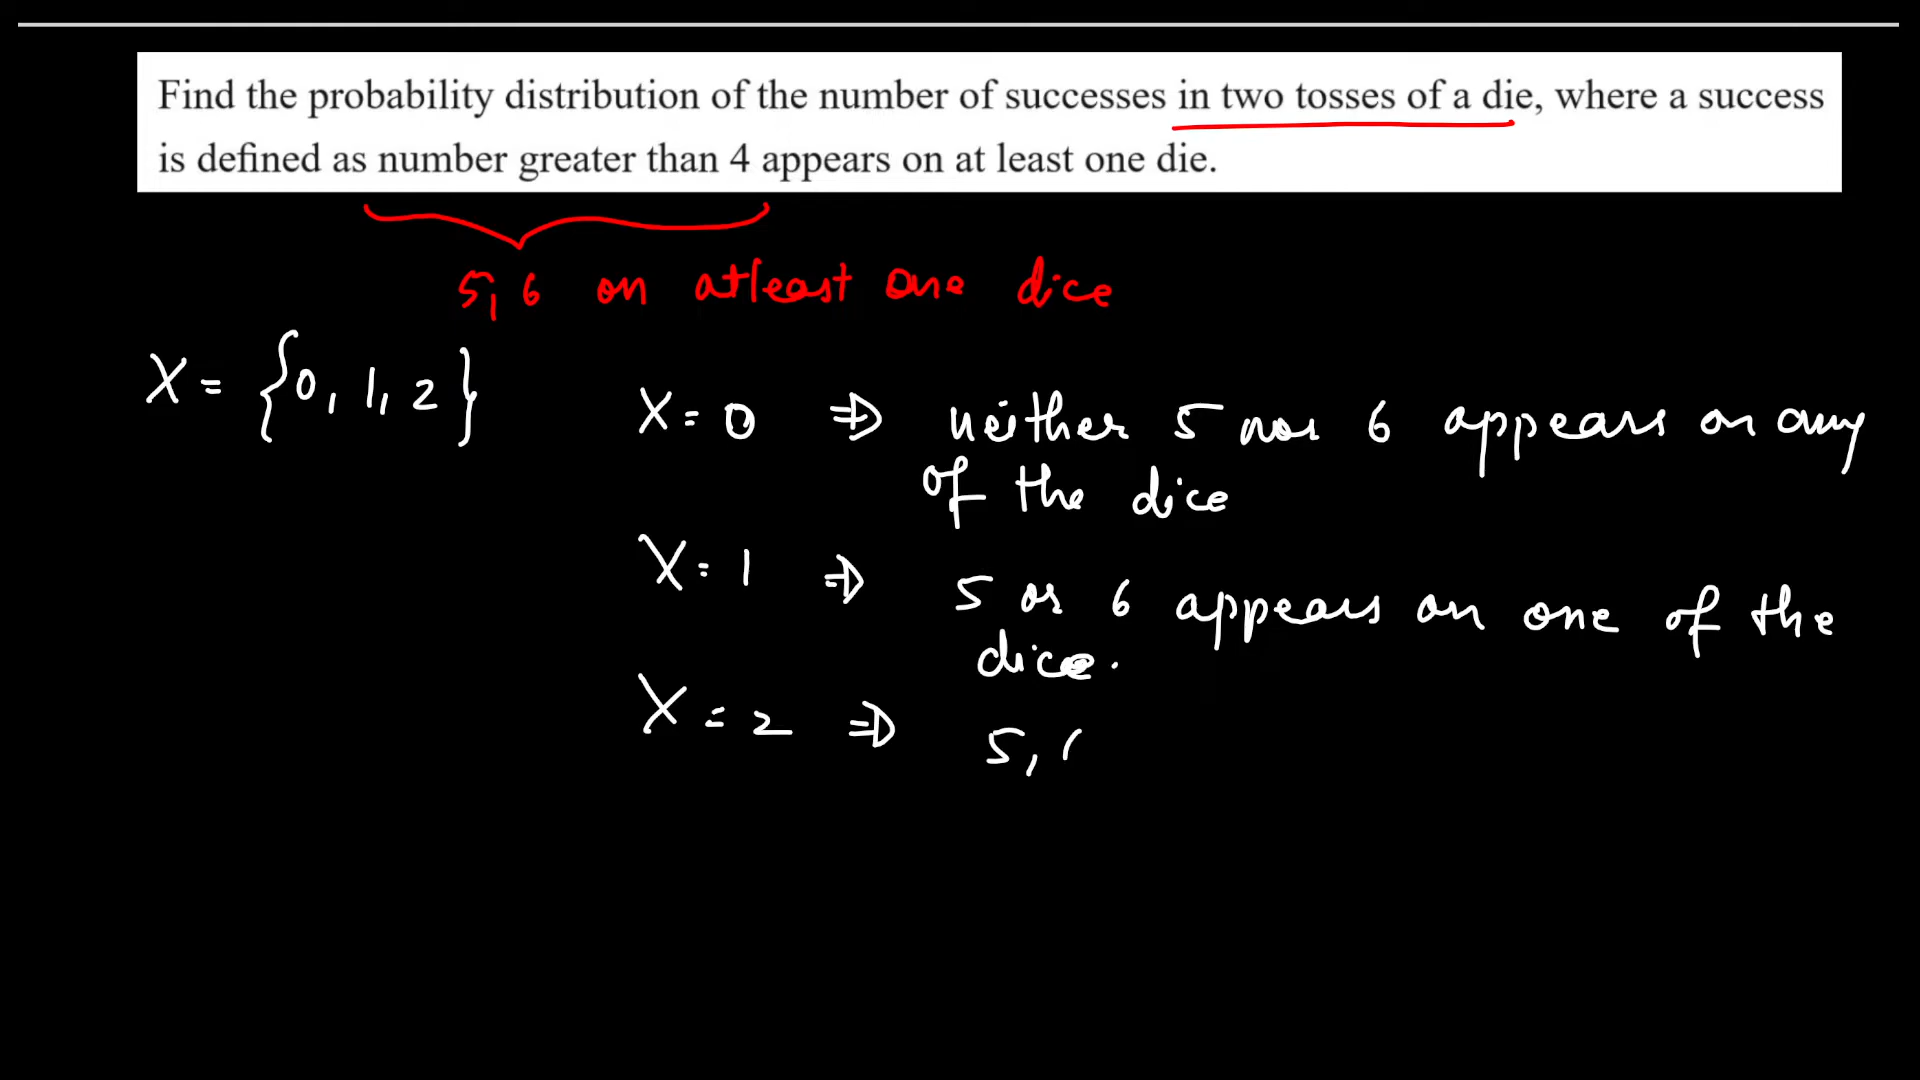 Find the probability distribution of the number of successes in two tosses of a die, where a success
is defined as number greater than 4 appears on at least one die.
5, 6 on atleast one dice
X = {0, 1, 2}
X = 0 ⇒ neither 5 nor 6 appears on any
of the dice
X = 1 ⇒ 5 or 6 appears on one of the
dice.
X = 2 ⇒ 5, (